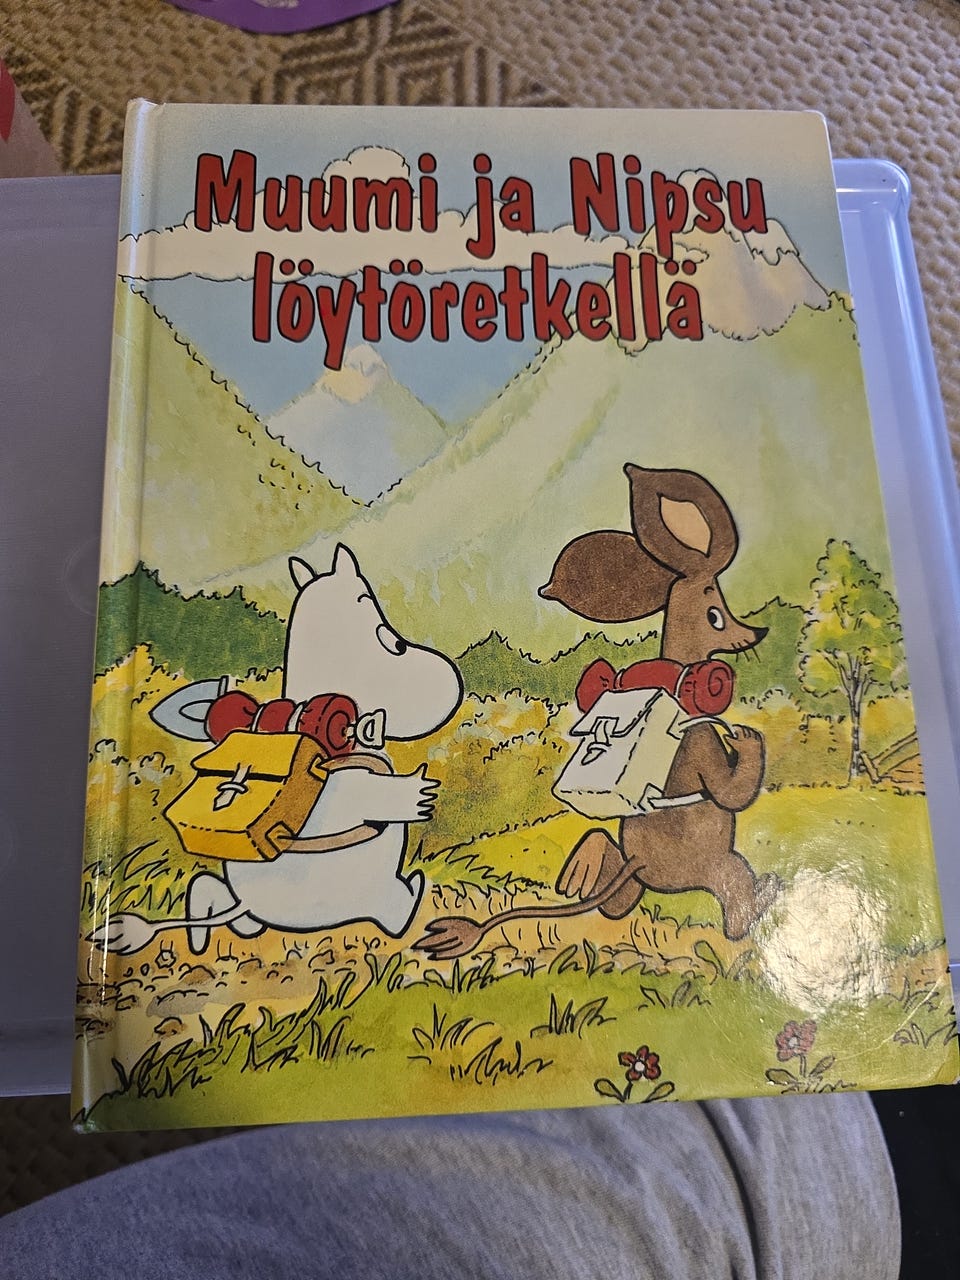 Muumi ja Nipsu
löytöretkellä